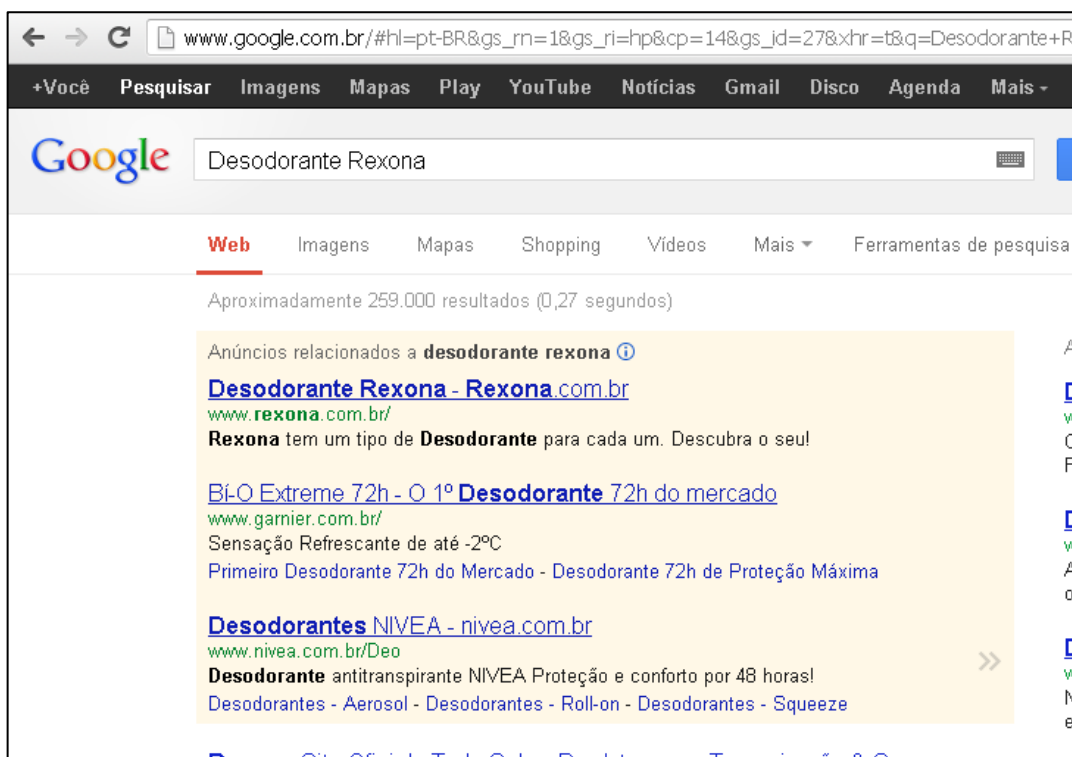 www.google.com.br/#hl=pt-BR&gs_rn=1&gs_ri=hp&cp=14&gs_id=27&xhr=t&q=Desodorante+R
+Você Pesquisar Imagens Mapas Play YouTube Notícias Gmail Disco Agenda Mais
Google Desodorante Rexona
Web Imagens Mapas Shopping Vídeos Mais Ferramentas de pesquisa
Aproximadamente 259.000 resultados (0,27 segundos)
Anúncios relacionados a desodorante rexona
Desodorante Rexona - Rexona.com.br
www.rexona.com.br/
Rexona tem um tipo de Desodorante para cada um. Descubra o seu!
Bí-O Extreme 72h - O 1º Desodorante 72h do mercado
www.garnier.com.br/
Sensação Refrescante de até -2ºC
Primeiro Desodorante 72h do Mercado - Desodorante 72h de Proteção Máxima
Desodorantes NIVEA - nivea.com.br
www.nivea.com.br/Deo
Desodorante antitranspirante NIVEA Proteção e conforto por 48 horas!
Desodorantes - Aerosol - Desodorantes - Roll-on - Desodorantes - Squeeze